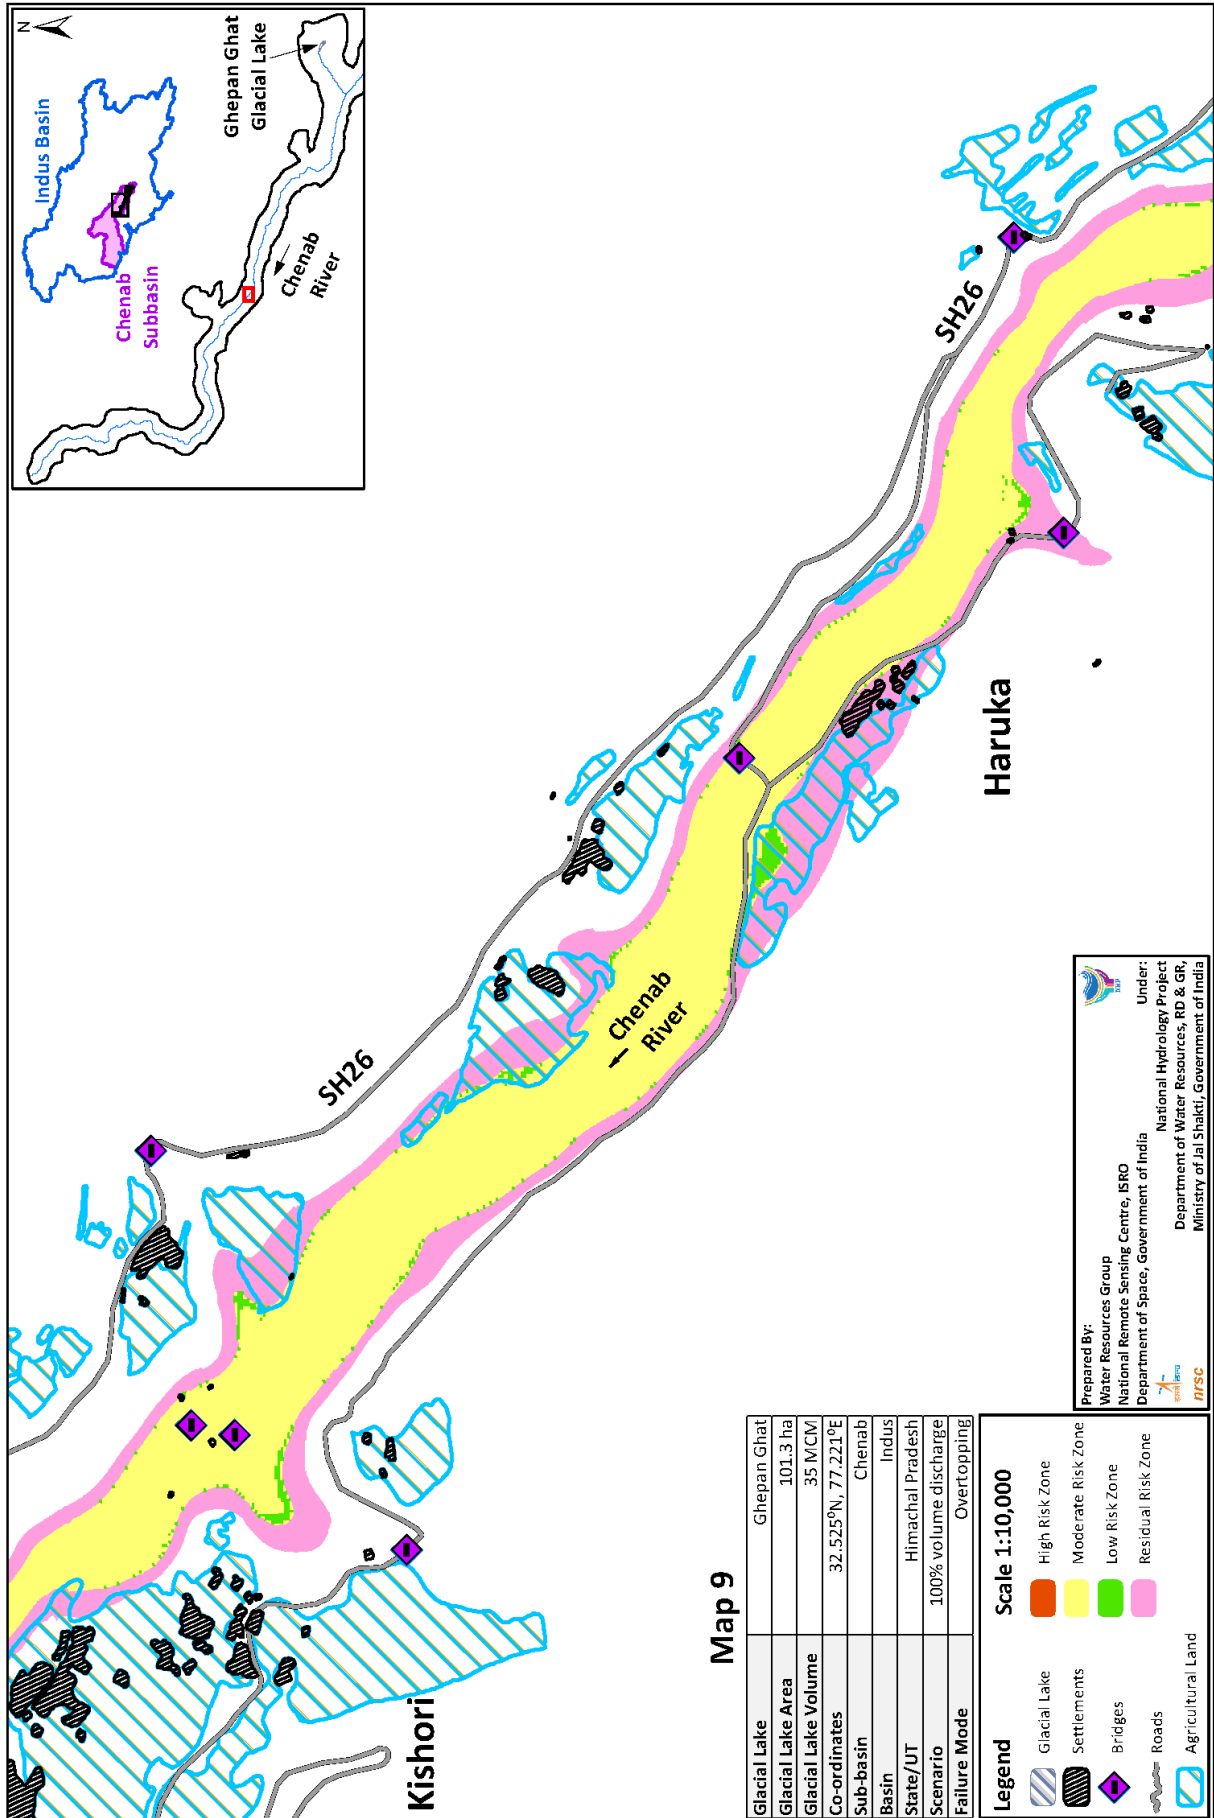 N
Indus Basin
Chenab
Subbasin
Ghepan Ghat
Glacial Lake
Chenab
River
SH26
SH26
Chenab
River
Haruka
Kishori
Map 9
Glacial Lake Ghepan Ghat
Glacial Lake Area 101.3 ha
Glacial Lake Volume 35 MCM
Co-ordinates 32.525⁰N, 77.221⁰E
Sub-basin Chenab
Basin Indus
State/UT Himachal Pradesh
Scenario 100% volume discharge
Failure Mode Overtopping
Legend
Scale 1:10,000
Glacial Lake
Settlements
Bridges
Roads
Agricultural Land
High Risk Zone
Moderate Risk Zone
Low Risk Zone
Residual Risk Zone
Prepared By:
Water Resources Group
National Remote Sensing Centre, ISRO
Department of Space, Government of India
Under:
National Hydrology Project
Department of Water Resources, RD & GR,
Ministry of Jal Shakti, Government of India
nrsc